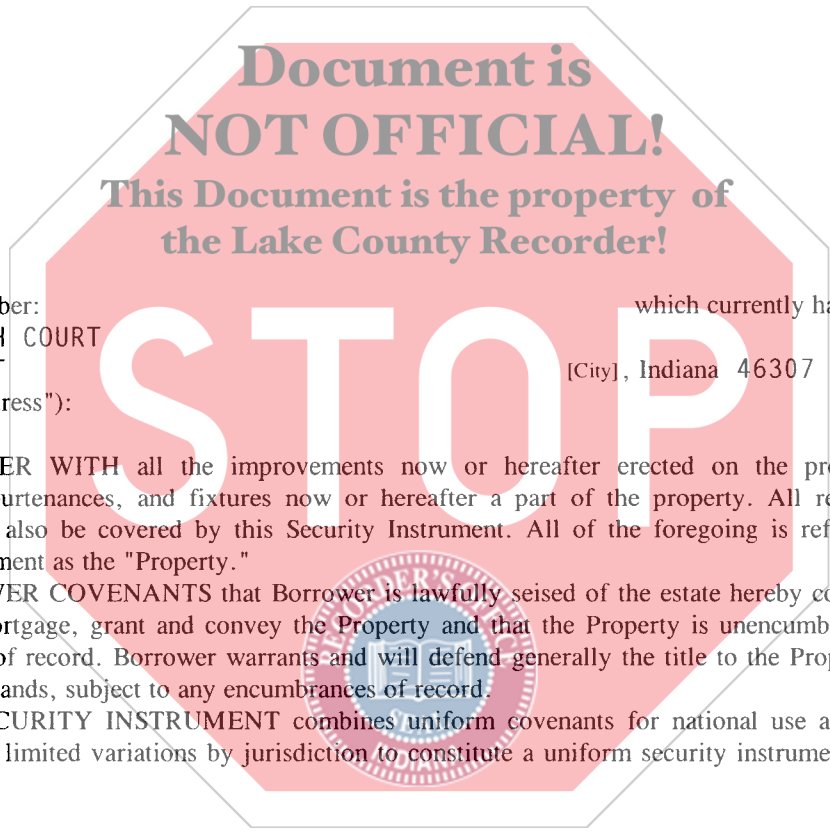 Document is
NOT OFFICIAL!
This Document is the property of
the Lake County Recorder!
ber: which currently ha
H COURT
[City], Indiana 46307
ress"):
STOP
ER WITH all the improvements now or hereafter erected on the pro
urtenances, and fixtures now or hereafter a part of the property. All re
also be covered by this Security Instrument. All of the foregoing is ref
ment as the "Property."
VER COVENANTS that Borrower is lawfully seised of the estate hereby co
ortgage, grant and convey the Property and that the Property is unencumb
of record. Borrower warrants and will defend generally the title to the Prop
ands, subject to any encumbrances of record.
CURITY INSTRUMENT combines uniform covenants for national use a
limited variations by jurisdiction to constitute a uniform security instrume
RECORDER'S OFFICE
SEAL
INDIANA